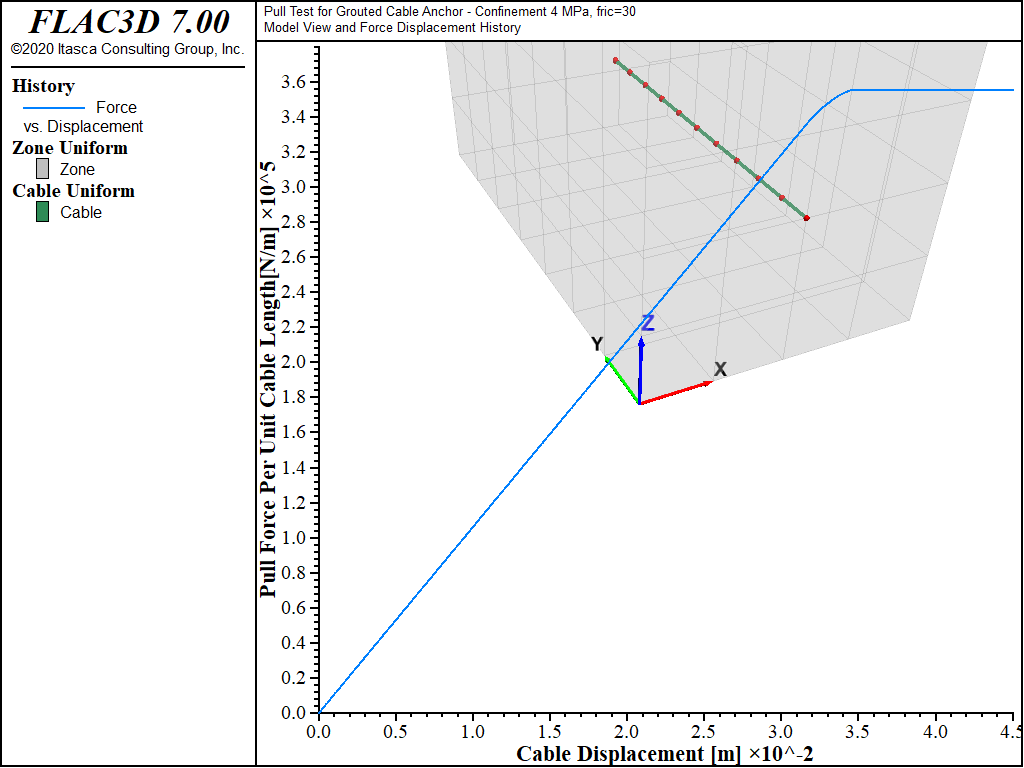 FLAC3D 7.00
©2020 Itasca Consulting Group, Inc.
History
Force
vs. Displacement
Zone Uniform
Zone
Cable Uniform
Cable
Pull Test for Grouted Cable Anchor - Confinement 4 MPa, fric=30
Model View and Force Displacement History
Pull Force Per Unit Cable Length[N/m] ×10^5
3.6
3.4
3.2
3.0
2.8
2.6
2.4
2.2
2.0
1.8
1.6
1.4
1.2
1.0
0.8
0.6
0.4
0.2
0.0
Z
Y
X
0.0 0.5 1.0 1.5 2.0 2.5 3.0 3.5 4.0 4.5
Cable Displacement [m] ×10^-2